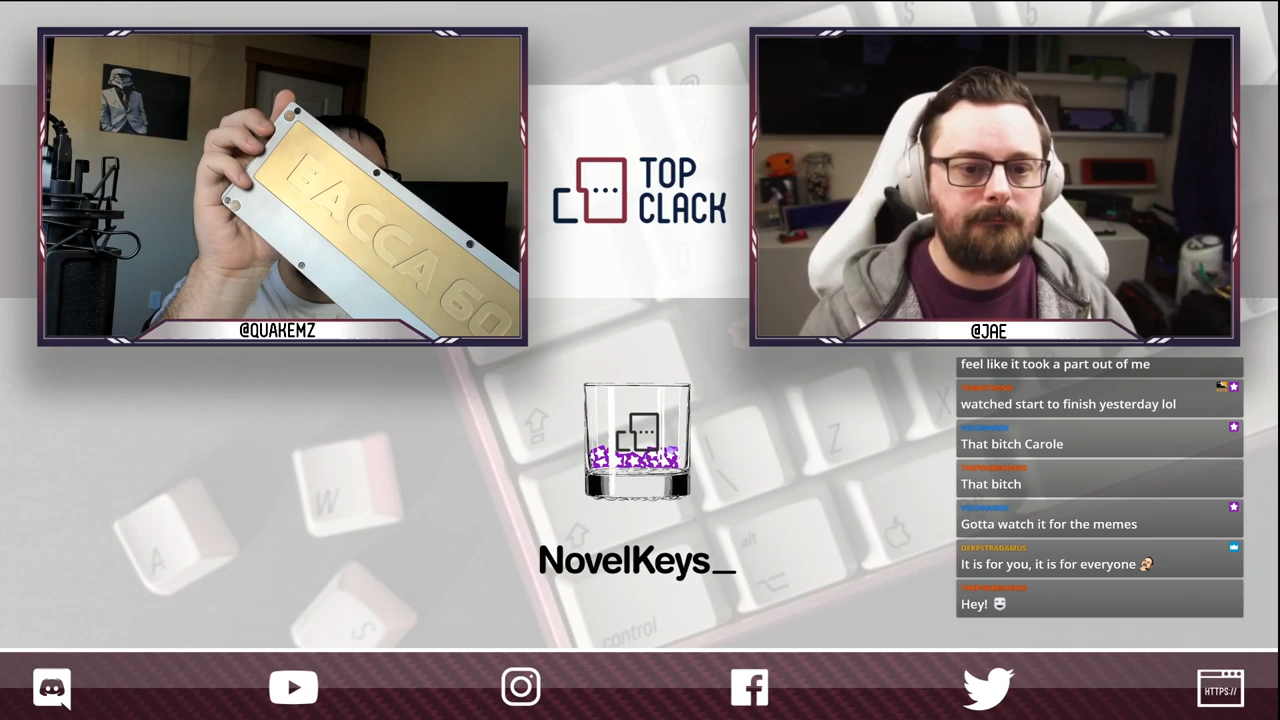 BACCA 60
@QUAKEMZ
TOP
CLACK
@JAE
feel like it took a part out of me
watched start to finish yesterday lol
That bitch Carole
That bitch
Gotta watch it for the memes
DERPSTRADAMUS
It is for you, it is for everyone
Hey!
NovelKeys_
A
W
S
Z
X
alt
control
HTTPS://